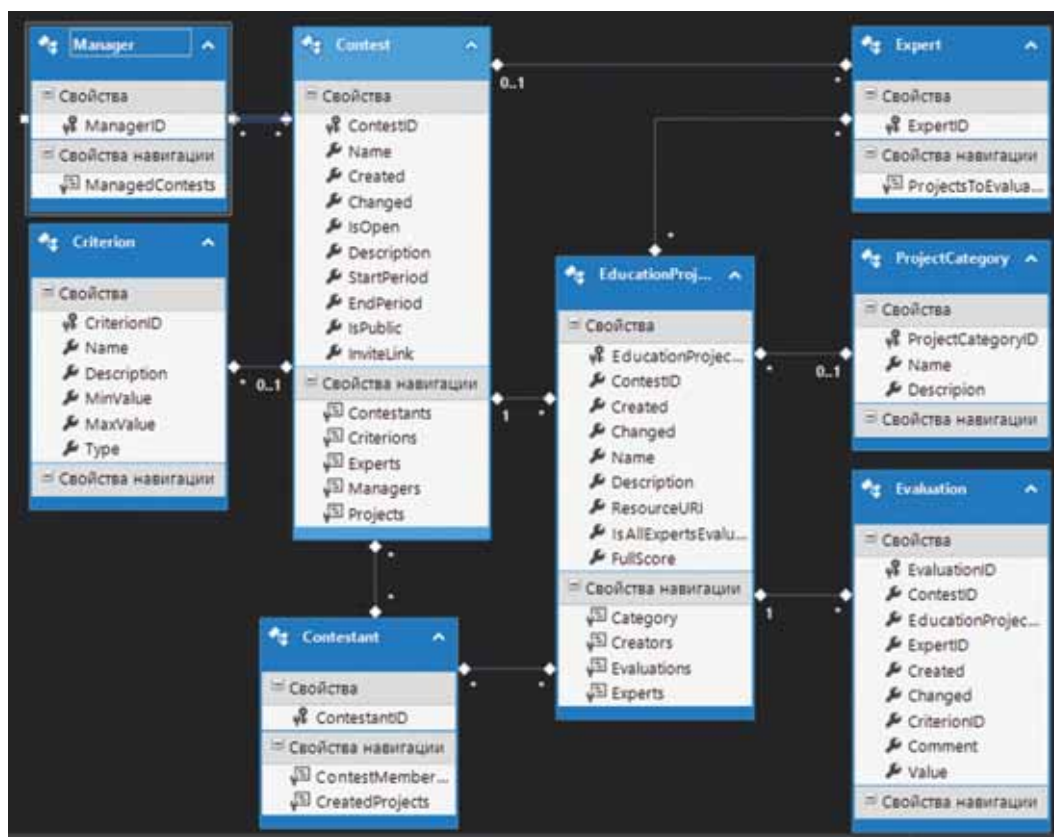 Manager
Свойства
ManagerID
Свойства навигации
ManagedContests
* *
Criterion
Свойства
CriterionID
Name
Description
MinValue
MaxValue
Type
Свойства навигации
* 0..1
Contest
Свойства
ContestID
Name
Created
Changed
IsOpen
Description
StartPeriod
EndPeriod
IsPublic
InviteLink
Свойства навигации
Contestants
Criterions
Experts
Managers
Projects
0..1 *
1 *
*
*
Contestant
Свойства
ContestantID
Свойства навигации
ContestMember...
CreatedProjects
* *
EducationProj...
Свойства
EducationProjec...
ContestID
Created
Changed
Name
Description
ResourceURI
IsAllExpertsEvalu...
FullScore
Свойства навигации
Category
Creators
Evaluations
Experts
*
*
* 0..1
1 *
Expert
Свойства
ExpertID
Свойства навигации
ProjectsToEvalua...
ProjectCategory
Свойства
ProjectCategoryID
Name
Descripion
Свойства навигации
Evaluation
Свойства
EvaluationID
ContestID
EducationProjec...
ExpertID
Created
Changed
CriterionID
Comment
Value
Свойства навигации